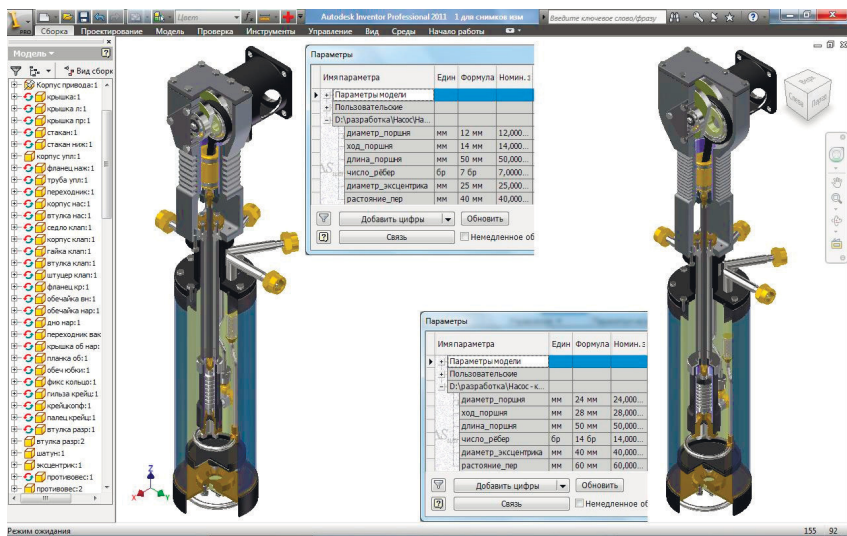 PRO
Цвет
Autodesk Inventor Professional 2011 1 для снимков изм
Введите ключевое слово/фразу
Сборка Проектирование Модель Проверка Инструменты Управление Вид Среды Начало работы
Модель
Вид сборк
Корпус привода:1
крышка:1
крышка л:1
крышка пр:1
стакан:1
стакан ниж:1
корпус упл:1
фланец наж:1
труба упл:1
переходник:1
корпус нас:1
втулка нас:1
седло клап:1
корпус клап:1
гайка клап:1
втулка клап:1
штуцер клап:1
фланец кр:1
обечайка вн:1
обечайка нар:1
дно нар:1
переходник вак
крышка об нар:
планка об:1
обеч юбки:1
фикс кольцо:1
гильза крейц:1
крейцкопф:1
палец крейц:1
втулка разр:1
втулка разр:2
шатун:1
эксцентрик:1
противовес:1
противовес:2
Параметры
Имя параметра Един Формула Номин. з
Параметры модели
Пользовательские
D:\разработка\Насос\На...
диаметр_поршня мм 12 мм 12,000...
ход_поршня мм 14 мм 14,000...
длина_поршня мм 50 мм 50,000...
число_рёбер бр 7 бр 7,0000...
диаметр_эксцентрика мм 25 мм 25,000...
растояние_пер мм 40 мм 40,000...
Добавить цифры Обновить
Связь Немедленное об
Параметры
Имя параметра Един Формула Номин. з
Параметры модели
Пользовательские
D:\разработка\Насос - к...
диаметр_поршня мм 24 мм 24,000...
ход_поршня мм 28 мм 28,000...
длина_поршня мм 50 мм 50,000...
число_рёбер бр 14 бр 14,000...
диаметр_эксцентрика мм 40 мм 40,000...
растояние_пер мм 60 мм 60,000...
Добавить цифры Обновить
Связь Немедленное об
Z
X
Y
Режим ожидания
155 92